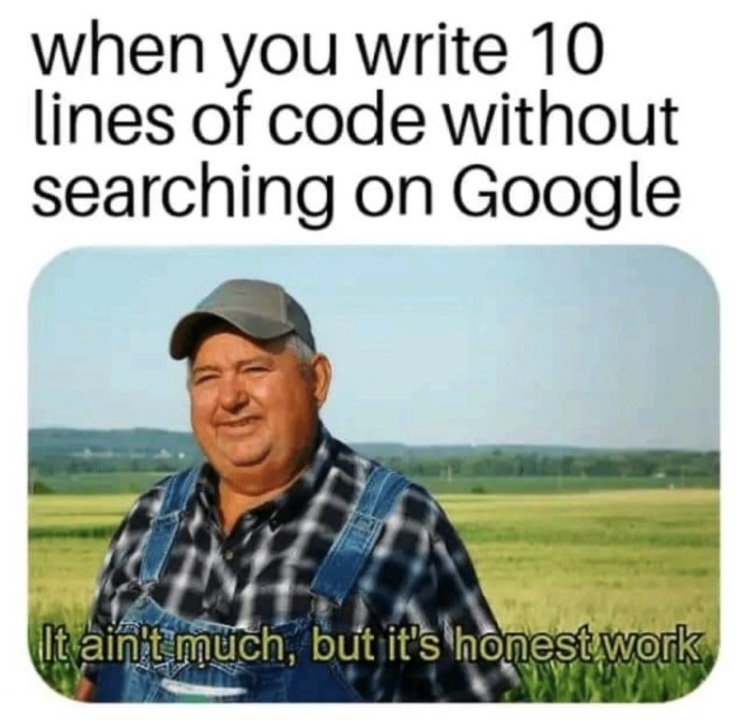 when you write 10
lines of code without
searching on Google
It ain't much, but it's honest work